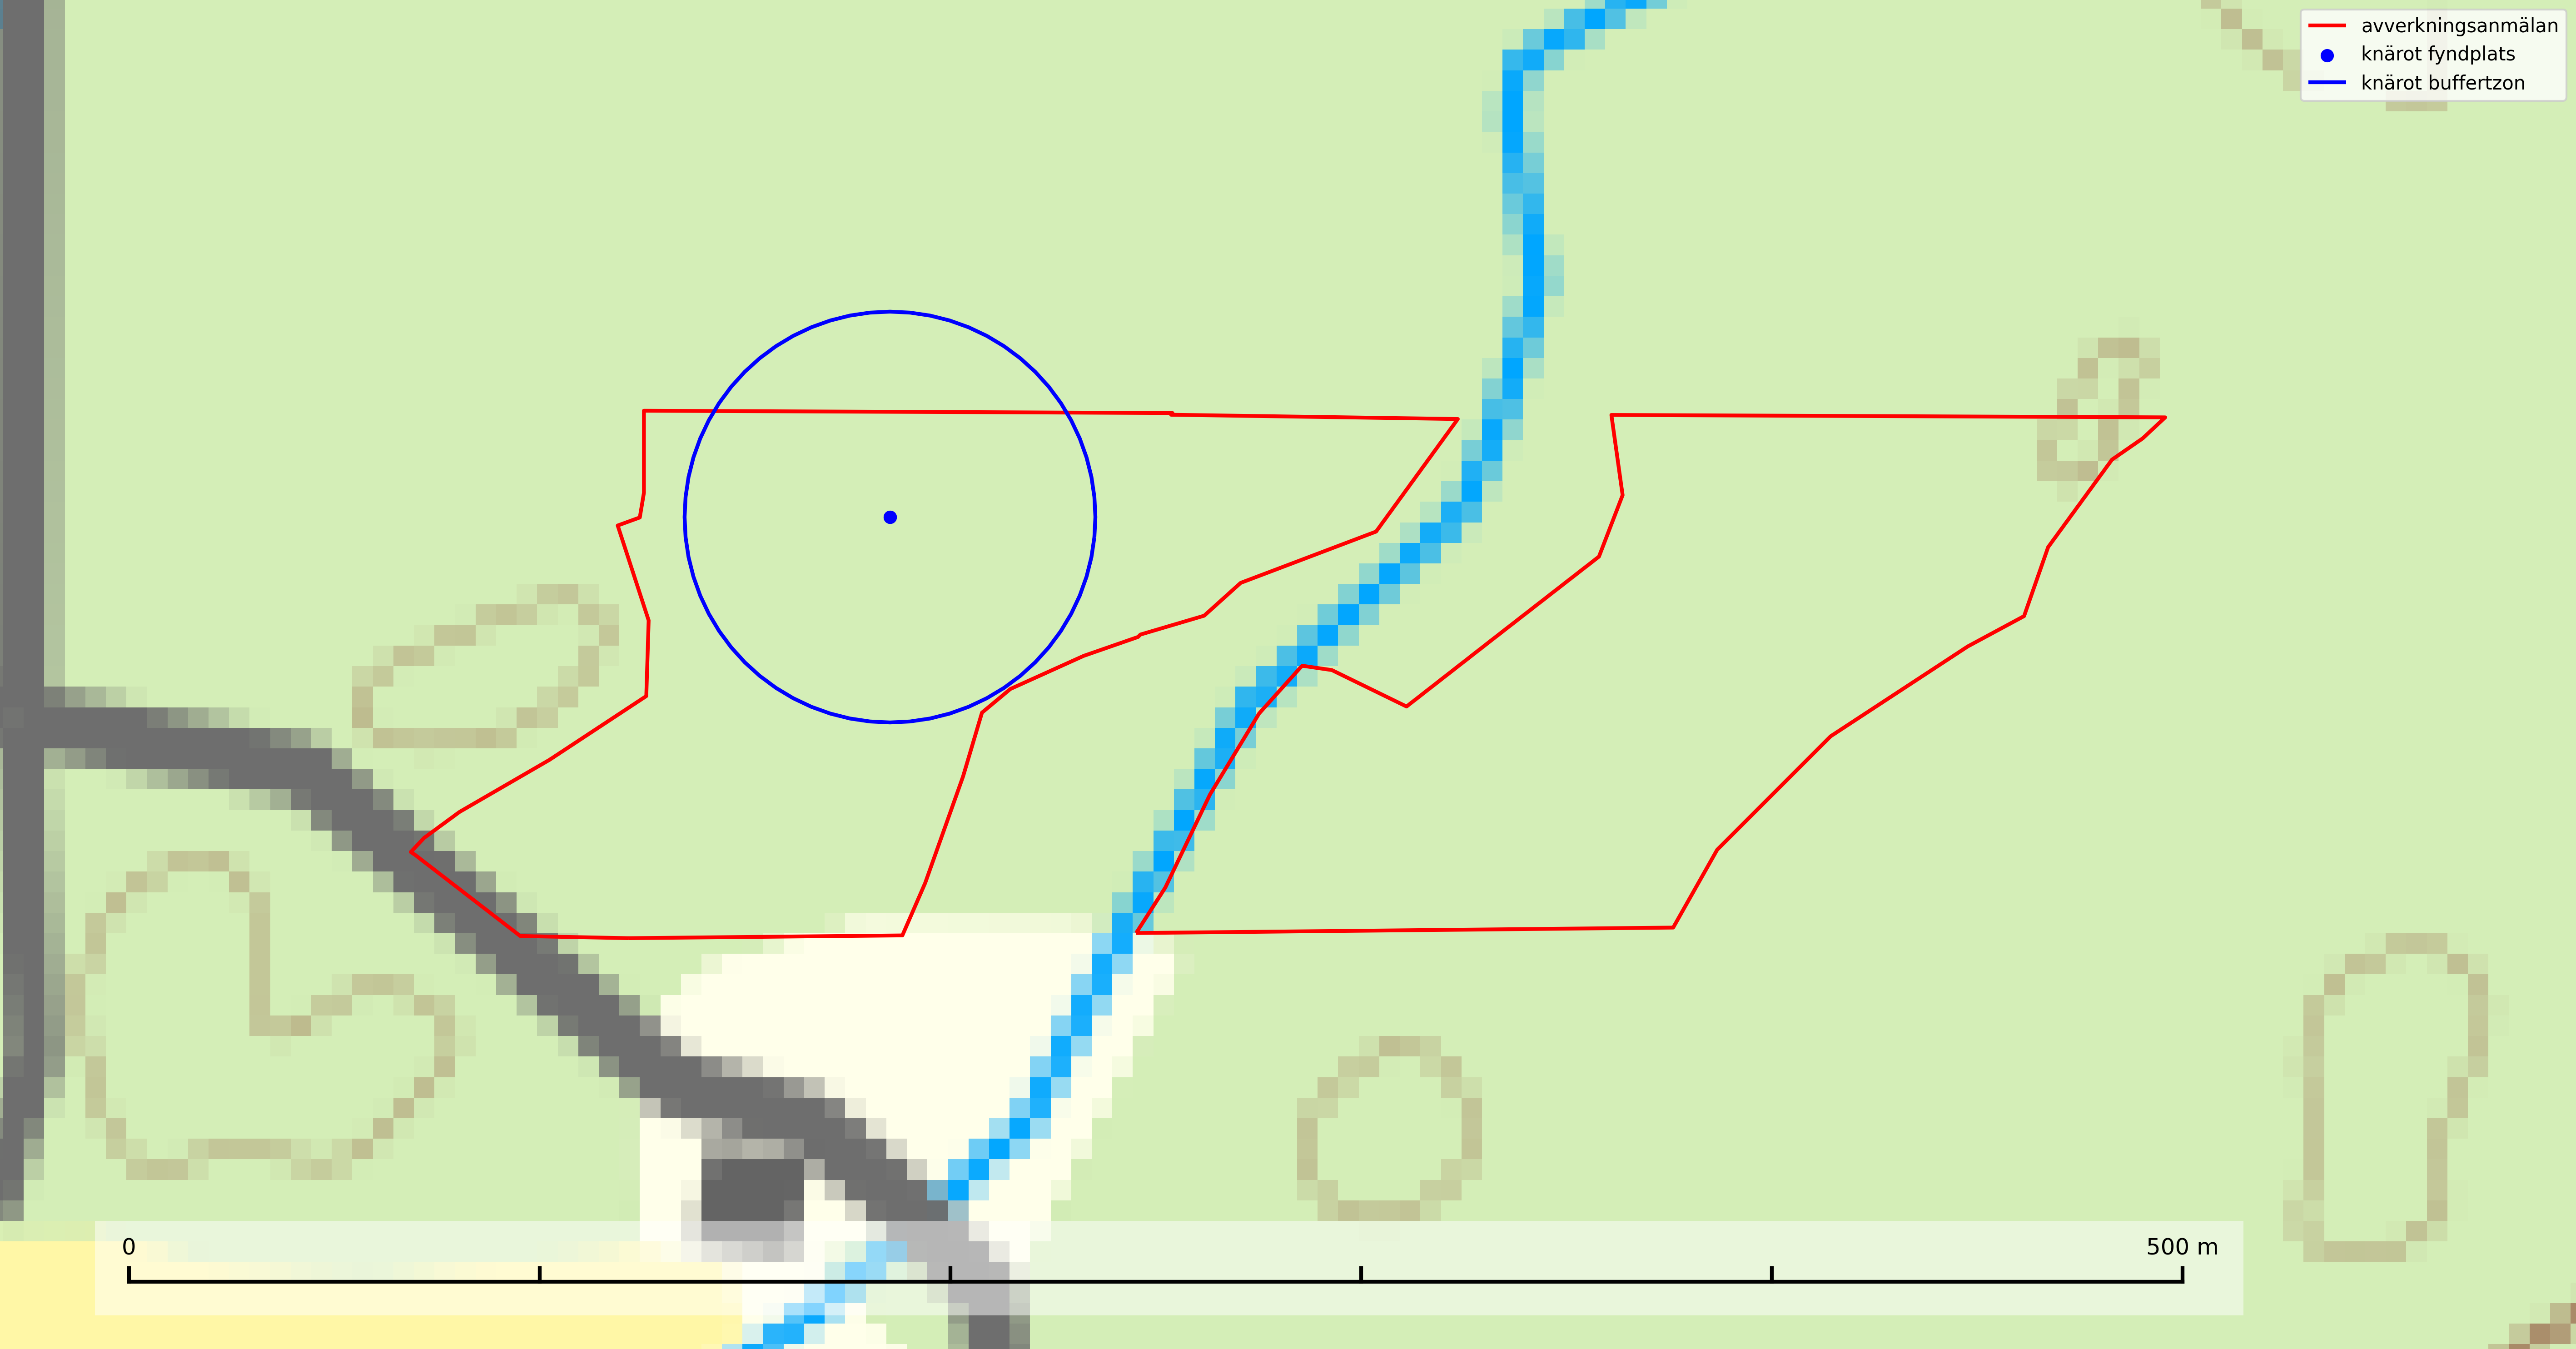 avverkningsanmälan
knärot fyndplats
knärot buffertzon
0
500 m